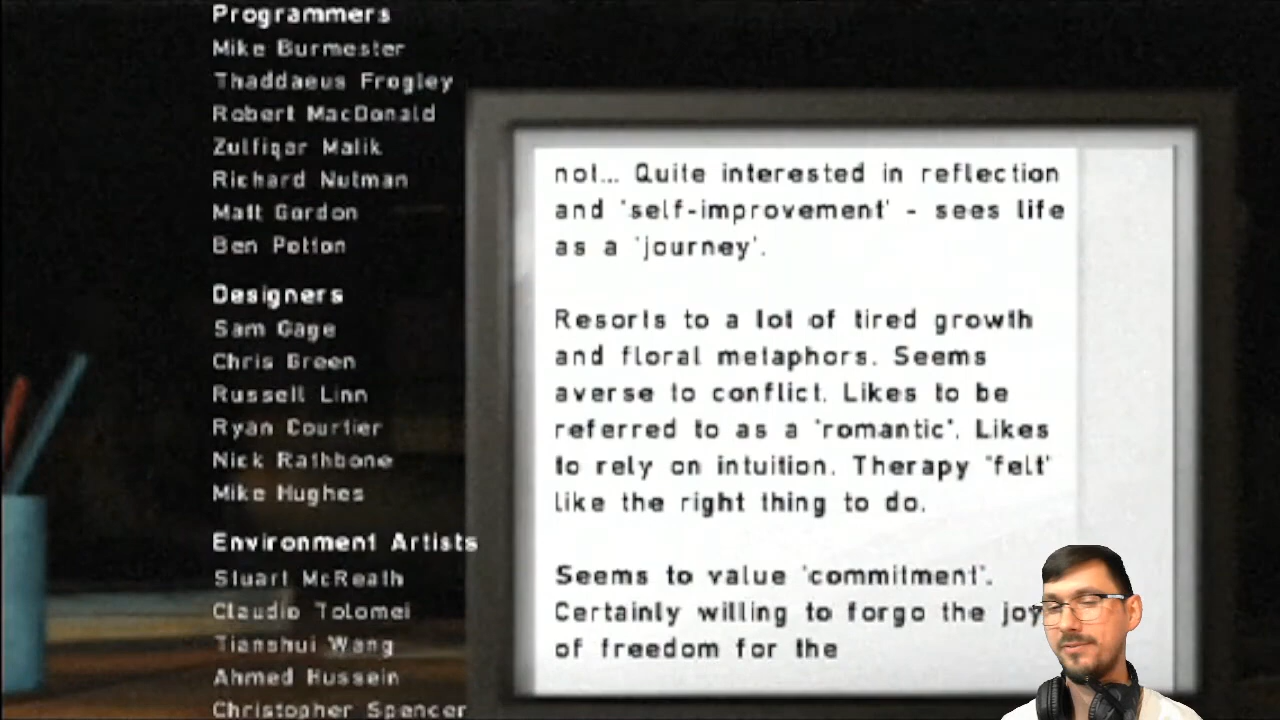 Programmers
Mike Burmester
Thaddaeus Frogley
Robert MacDonald
Zulfiqar Malik
Richard Nutman
Matt Gordon
Ben Potton
Designers
Sam Gage
Chris Green
Russell Linn
Ryan Courtier
Nick Rathbone
Mike Hughes
Environment Artists
Stuart McReath
Claudio Tolomei
Tianshui Wang
Ahmed Hussein
Christopher Spencer
not... Quite interested in reflection
and 'self-improvement' - sees life
as a 'journey'.
Resorts to a lot of tired growth
and floral metaphors. Seems
averse to conflict. Likes to be
referred to as a 'romantic'. Likes
to rely on intuition. Therapy 'felt'
like the right thing to do.
Seems to value 'commitment'.
Certainly willing to forgo the joy
of freedom for the